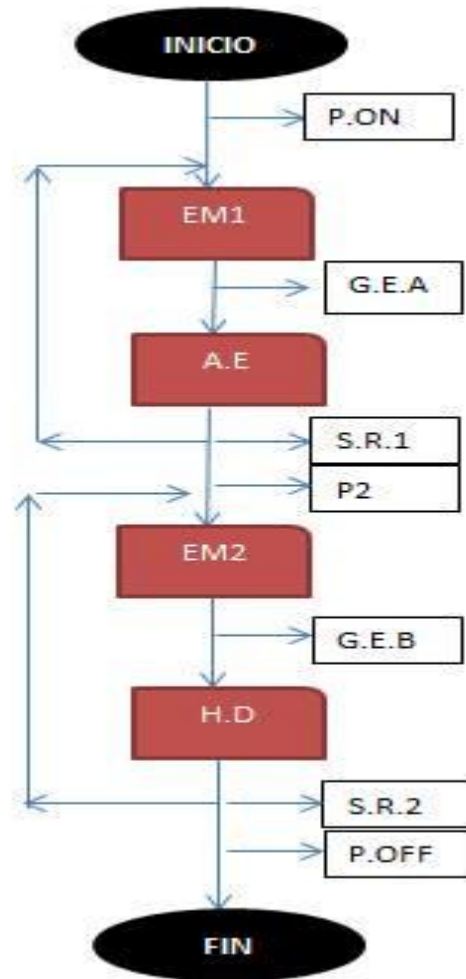 INICIO
P.ON
EM1
G.E.A
A.E
S.R.1
P2
EM2
G.E.B
H.D
S.R.2
P.OFF
FIN